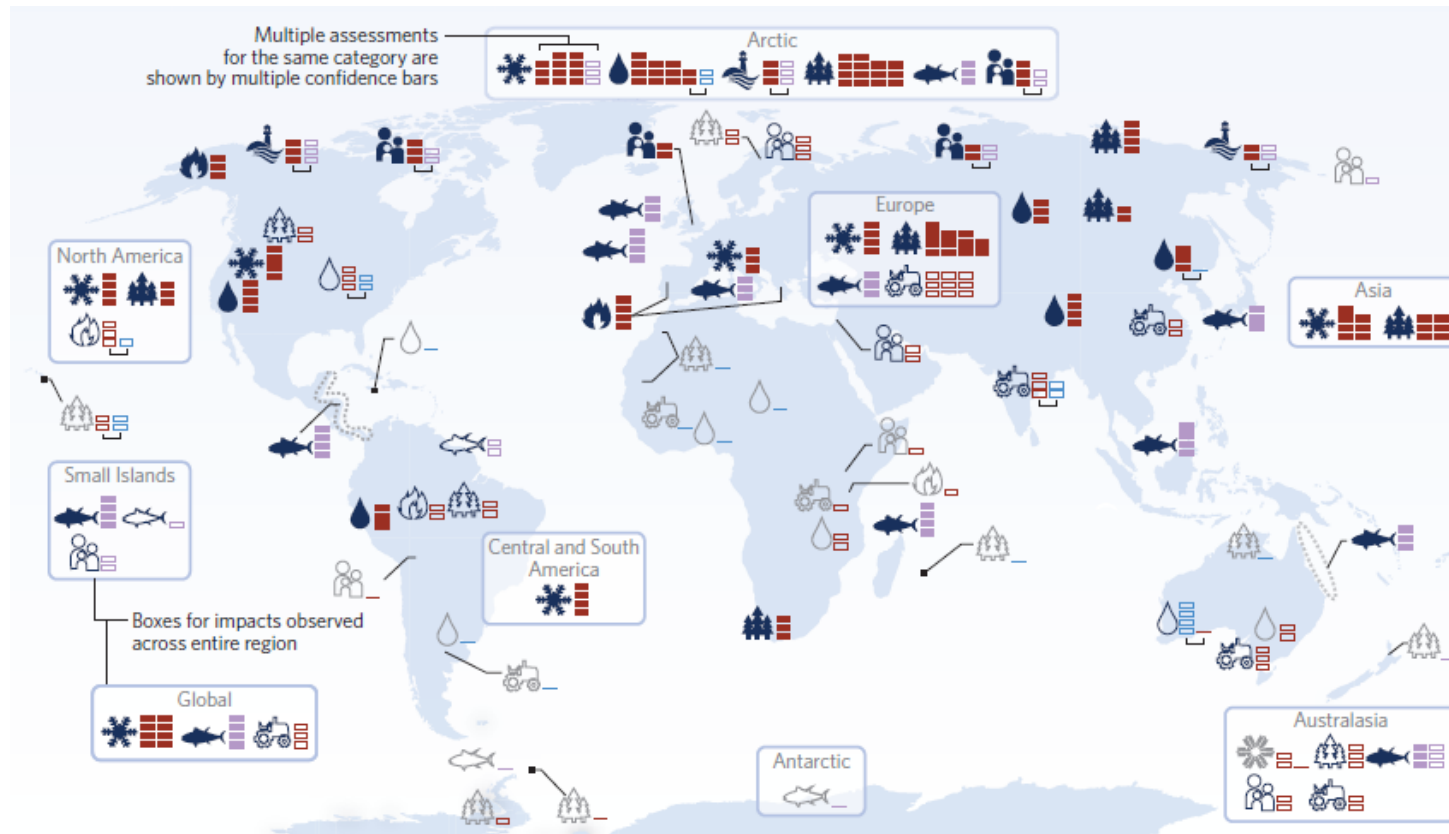 Multiple assessments
for the same category are
shown by multiple confidence bars
Arctic
North America
Europe
Asia
Small Islands
Central and South
America
Boxes for impacts observed
across entire region
Global
Antarctic
Australasia